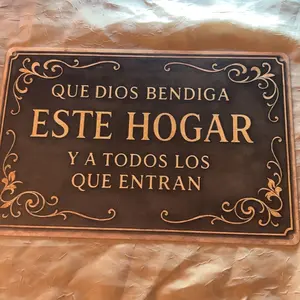 QUE DIOS BENDIGA
ESTE HOGAR
Y A TODOS LOS
QUE ENTRAN